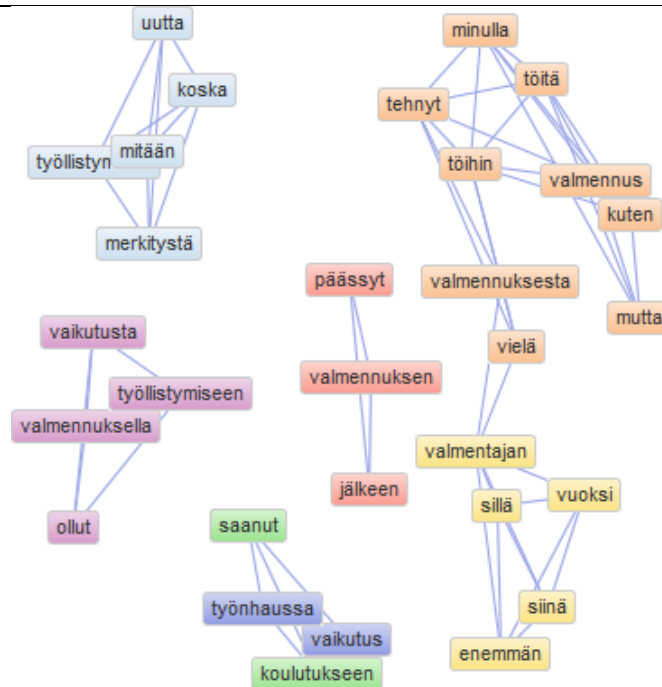 uutta
koska
mitään
työllistym
merkitystä
minulla
töitä
tehnyt
töihin
valmennus
kuten
valmennuksesta
mutta
vielä
päässyt
valmennuksen
jälkeen
vaikutusta
työllistymiseen
valmennuksella
ollut
valmentajan
sillä
vuoksi
siinä
enemmän
saanut
työnhaussa
vaikutus
koulutukseen